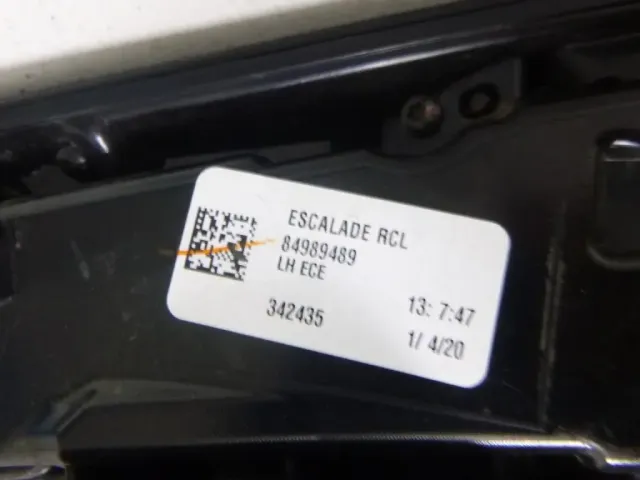 ESCALADE RCL
84989489
LH ECE
342435 13: 7:47
1/ 4/20